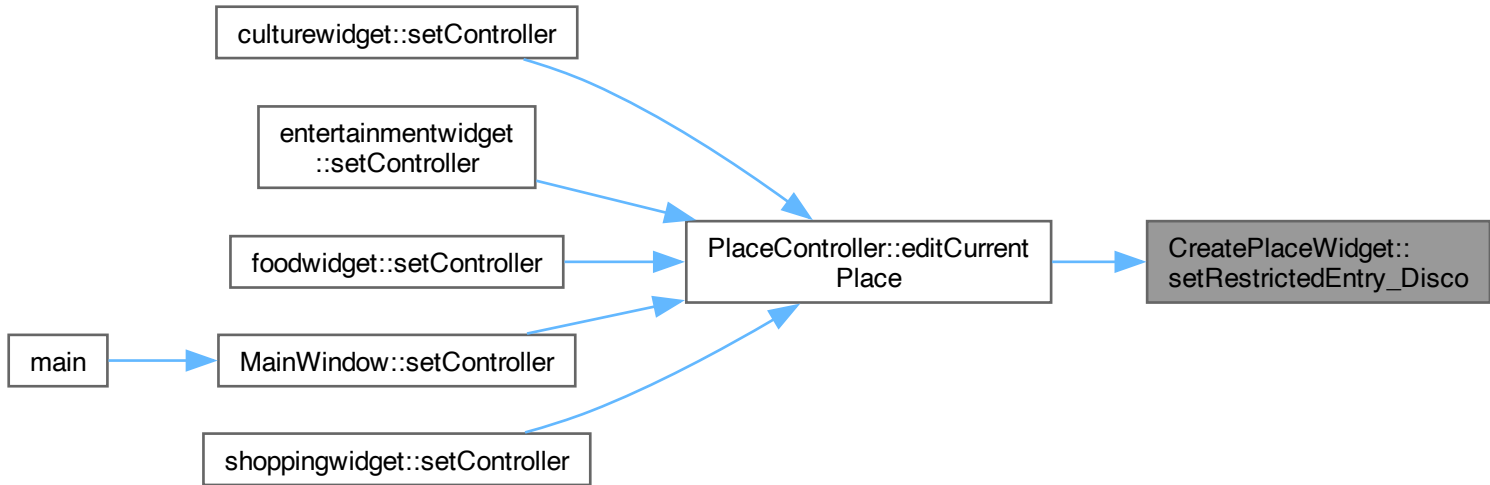 culturewidget::setController
entertainmentwidget
::setController
foodwidget::setController
main
MainWindow::setController
shoppingwidget::setController
PlaceController::editCurrent
Place
CreatePlaceWidget::
setRestrictedEntry_Disco